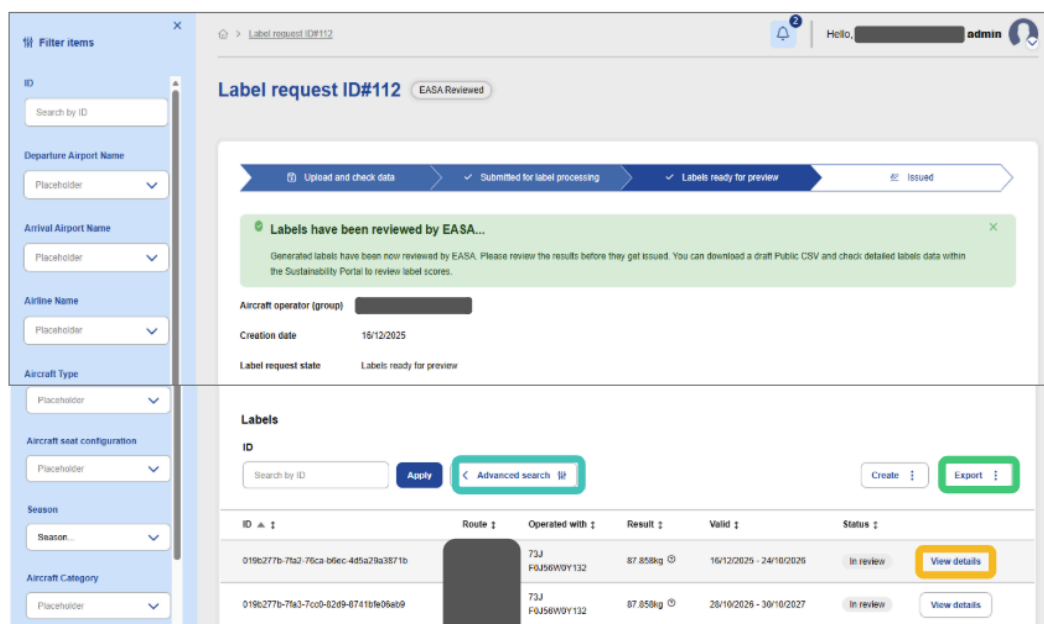 Filter items
ID
Search by ID
Departure Airport Name
Placeholder
Arrival Airport Name
Placeholder
Airline Name
Placeholder
Aircraft Type
Placeholder
Aircraft seat configuration
Placeholder
Season
Season...
Aircraft Category
Placeholder
> Label request ID#112
2
Hello, admin
Label request ID#112 EASA Reviewed
Upload and check data
Submitted for label processing
Labels ready for preview
Issued
Labels have been reviewed by EASA...
Generated labels have been now reviewed by EASA. Please review the results before they get issued. You can download a draft Public CSV and check detailed labels data within
the Sustainability Portal to review label scores.
Aircraft operator (group)
Creation date 16/12/2025
Label request state Labels ready for preview
Labels
ID
Search by ID Apply Advanced search Create Export
ID Route Operated with Result Valid Status
019b277b-7fa2-76ca-b6ec-4d5a29a3871b 73J F0J56W0Y132 87.858kg 16/12/2025 - 24/10/2026 In review View details
019b277b-7fa3-7cc0-82d9-8741bfe06ab9 73J F0J56W0Y132 87.858kg 28/10/2026 - 30/10/2027 In review View details